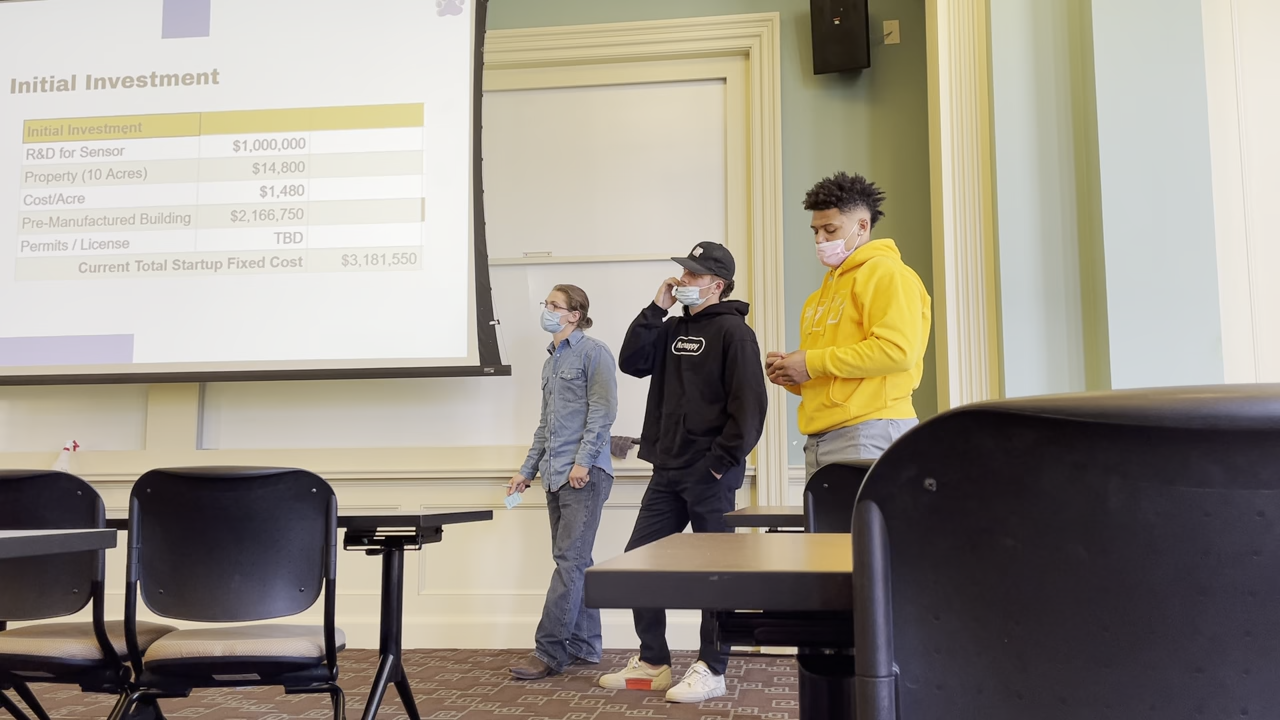 Initial Investment
Initial Investment
R&D for Sensor $1,000,000
Property (10 Acres) $14,800
Cost/Acre $1,480
Pre-Manufactured Building $2,166,750
Permits / License TBD
Current Total Startup Fixed Cost $3,181,550